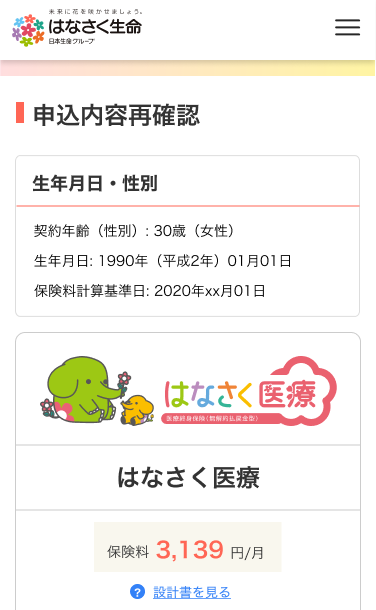 未来に花を咲かせましょう。
はなさく生命
日本生命グループ
申込内容再確認
生年月日・性別
契約年齢（性別）: 30歳（女性）
生年月日: 1990年（平成2年）01月01日
保険料計算基準日: 2020年xx月01日
はなさく医療
医療終身保険（無解約払戻金型）
はなさく医療
保険料 3,139 円/月
? 設計書を見る